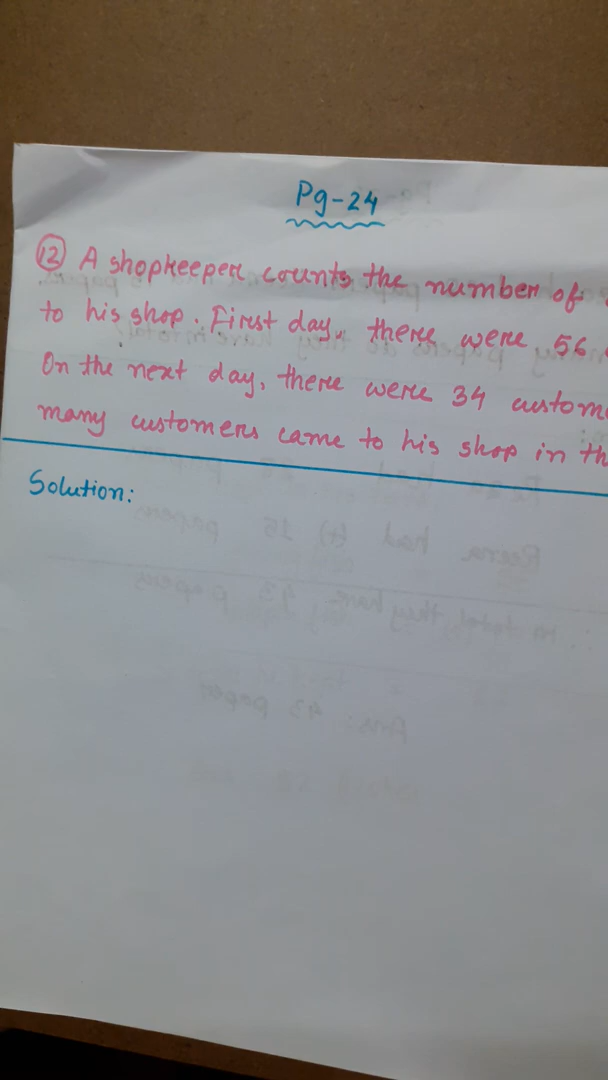 Pg-24
12 A shopkeeper counts the number of
to his shop. First day, there were 56
On the next day, there were 34 custome
many customers came to his shop in th
Solution: